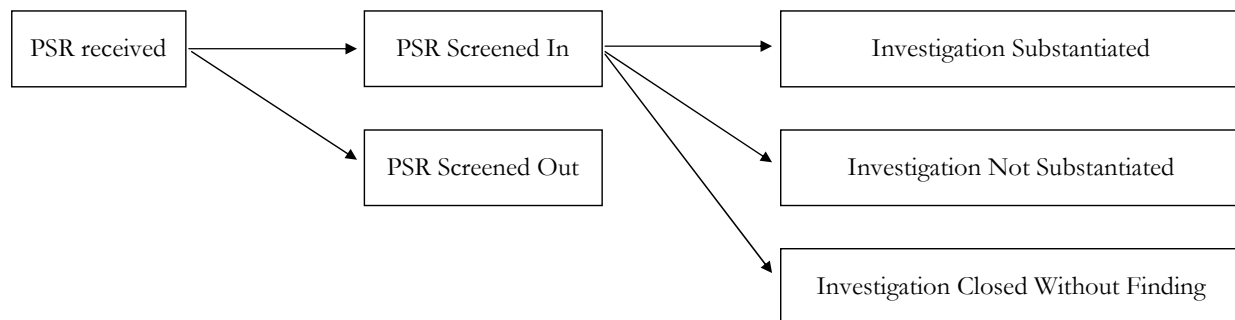 PSR received
PSR Screened In
Investigation Substantiated
PSR Screened Out
Investigation Not Substantiated
Investigation Closed Without Finding